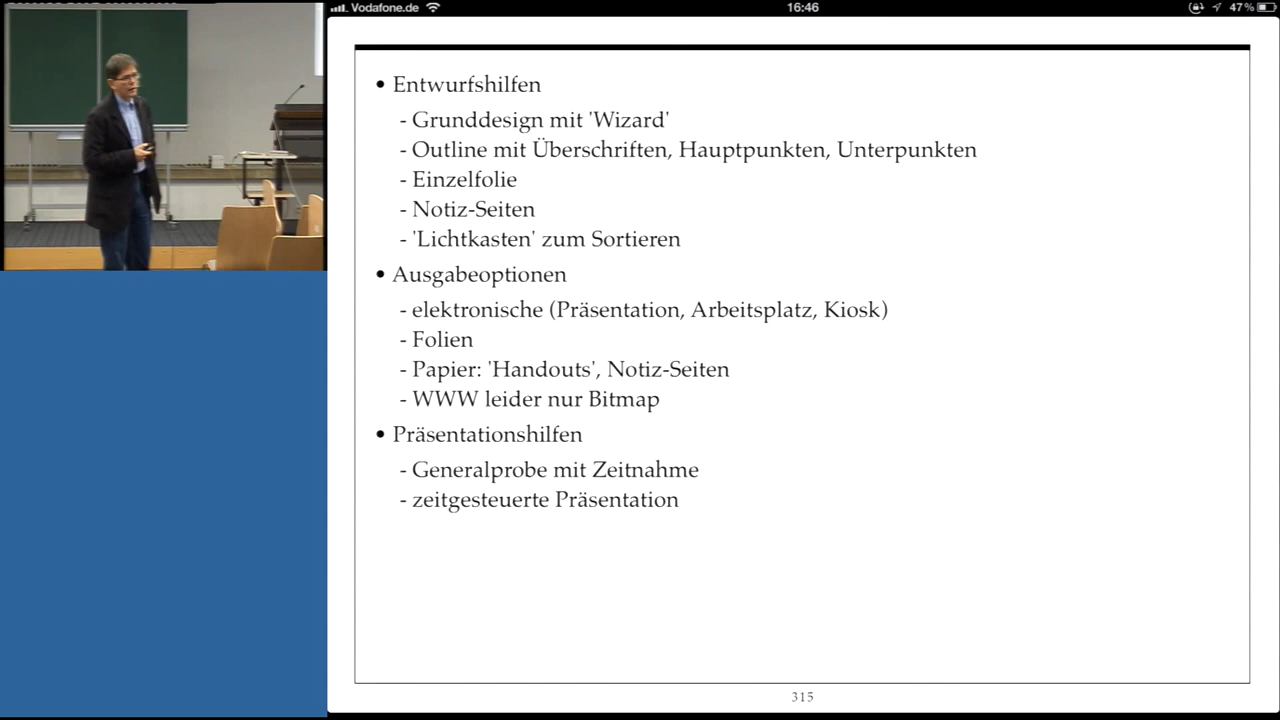 Vodafone.de 16:46 47%
• Entwurfshilfen
- Grunddesign mit 'Wizard'
- Outline mit Überschriften, Hauptpunkten, Unterpunkten
- Einzelfolie
- Notiz-Seiten
- 'Lichtkasten' zum Sortieren
• Ausgabeoptionen
- elektronische (Präsentation, Arbeitsplatz, Kiosk)
- Folien
- Papier: 'Handouts', Notiz-Seiten
- WWW leider nur Bitmap
• Präsentationshilfen
- Generalprobe mit Zeitnahme
- zeitgesteuerte Präsentation
315